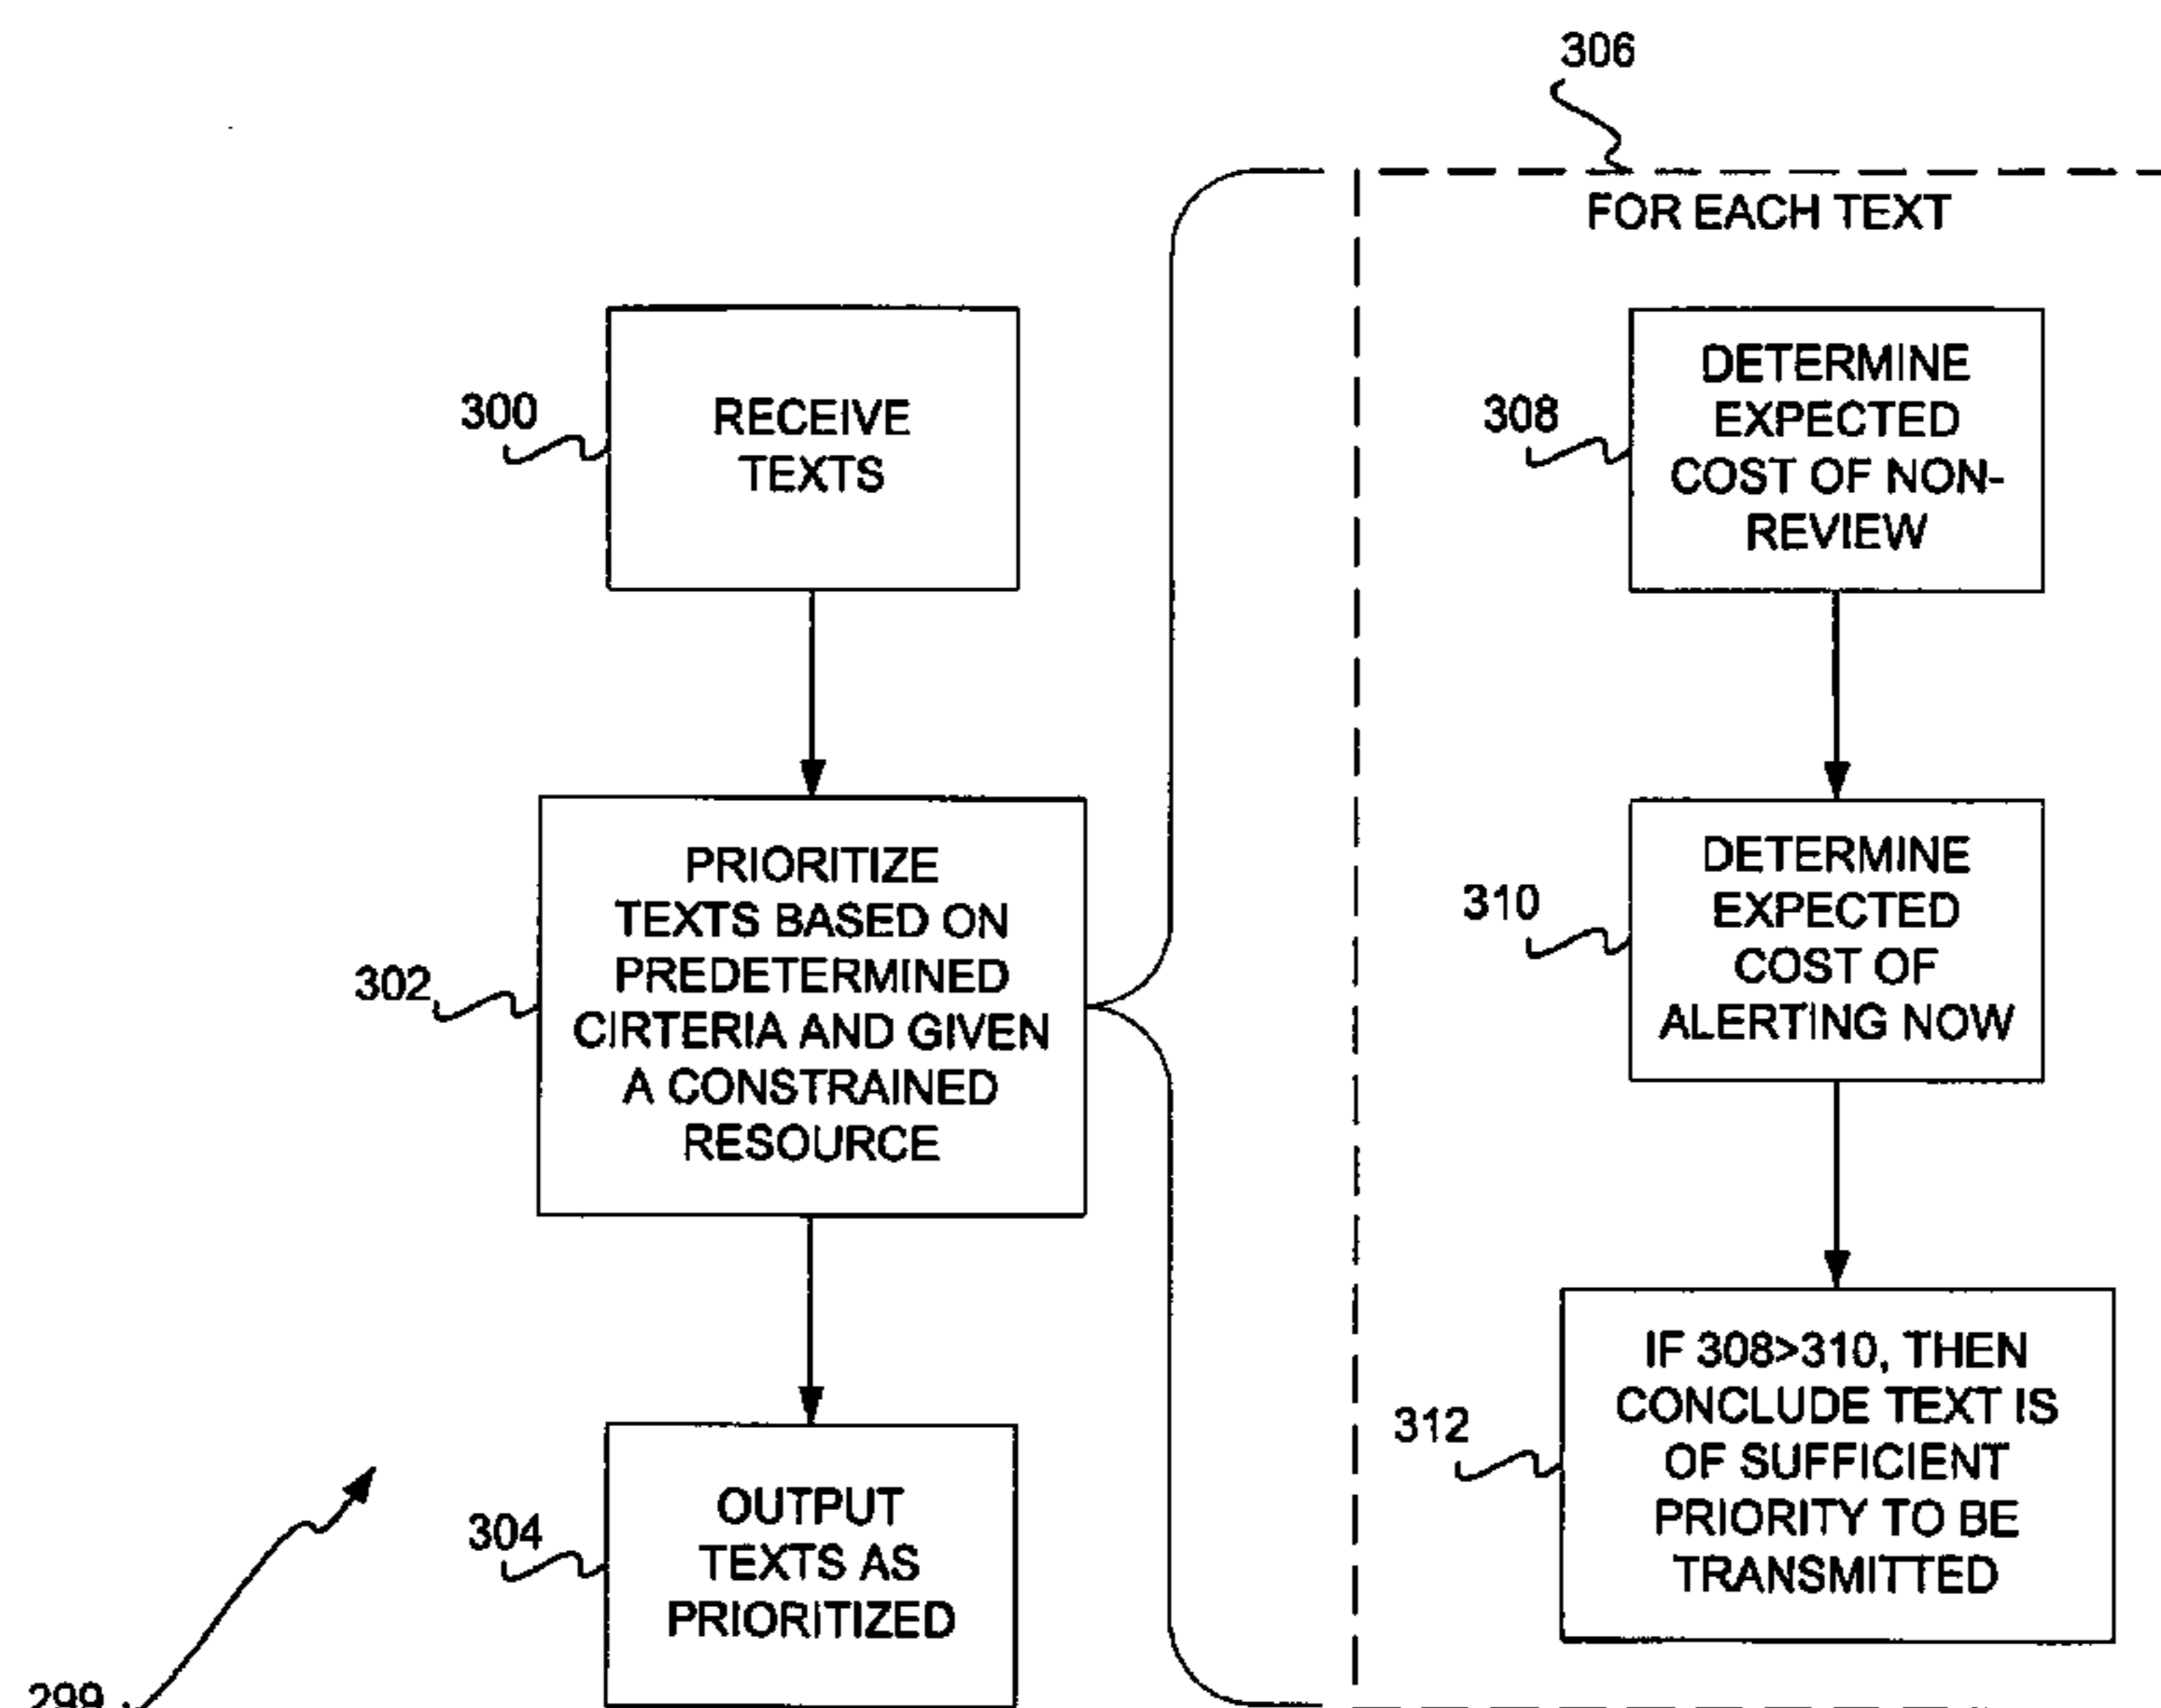 306
FOR EACH TEXT
300
RECEIVE
TEXTS
308
DETERMINE
EXPECTED
COST OF NON-
REVIEW
302
PRIORITIZE
TEXTS BASED ON
PREDETERMINED
CIRTERIA AND GIVEN
A CONSTRAINED
RESOURCE
310
DETERMINE
EXPECTED
COST OF
ALERTING NOW
304
OUTPUT
TEXTS AS
PRIORITIZED
312
IF 308>310, THEN
CONCLUDE TEXT IS
OF SUFFICIENT
PRIORITY TO BE
TRANSMITTED
299